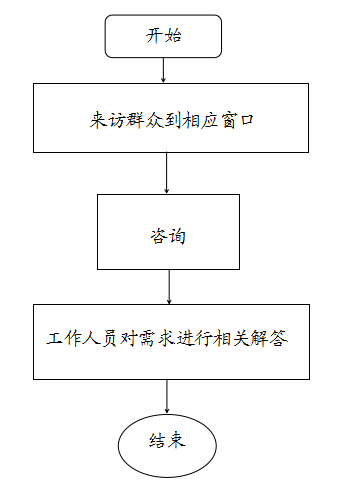 开始
来访群众到相应窗口
咨询
工作人员对需求进行相关解答
结束